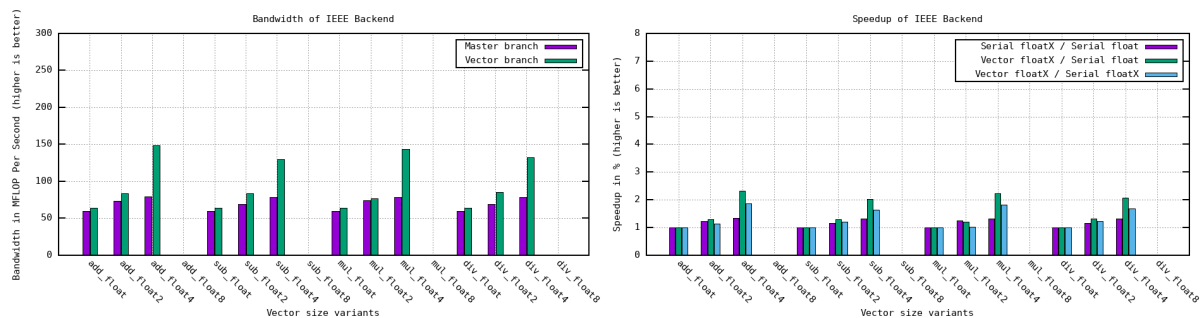 Bandwidth of IEEE Backend
Bandwidth in MFLOP Per Second (higher is better)
300
250
200
150
100
50
0
Master branch
Vector branch
add_float
add_float2
add_float4
add_float8
sub_float
sub_float2
sub_float4
sub_float8
mul_float
mul_float2
mul_float4
mul_float8
div_float
div_float2
div_float4
div_float8
Vector size variants
Speedup of IEEE Backend
Speedup in % (higher is better)
8
7
6
5
4
3
2
1
0
Serial floatX / Serial float
Vector floatX / Serial float
Vector floatX / Serial floatX
add_float
add_float2
add_float4
add_float8
sub_float
sub_float2
sub_float4
sub_float8
mul_float
mul_float2
mul_float4
mul_float8
div_float
div_float2
div_float4
div_float8
Vector size variants